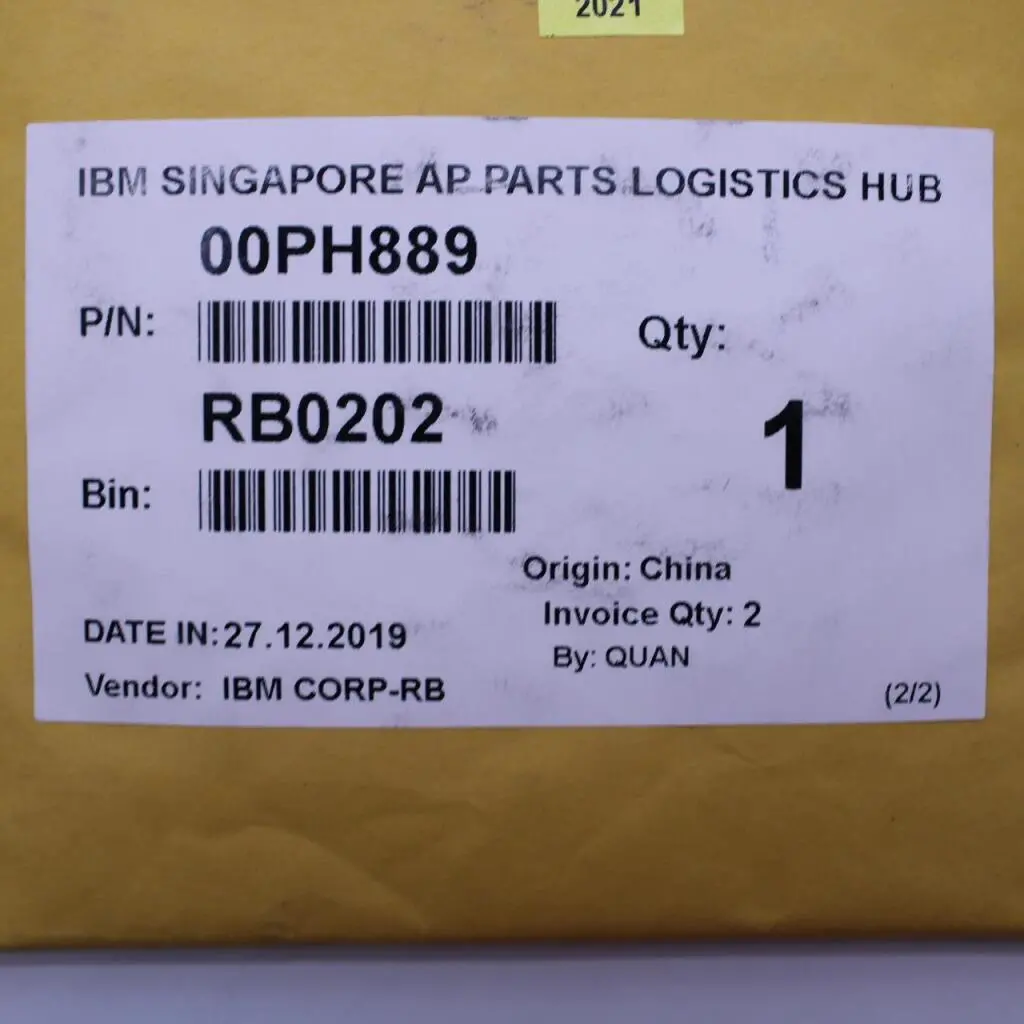 2021
IBM SINGAPORE AP PARTS LOGISTICS HUB
00PH889
P/N:
Qty:
RB0202
1
Bin:
Origin: China
Invoice Qty: 2
DATE IN:27.12.2019
By: QUAN
Vendor: IBM CORP-RB
(2/2)